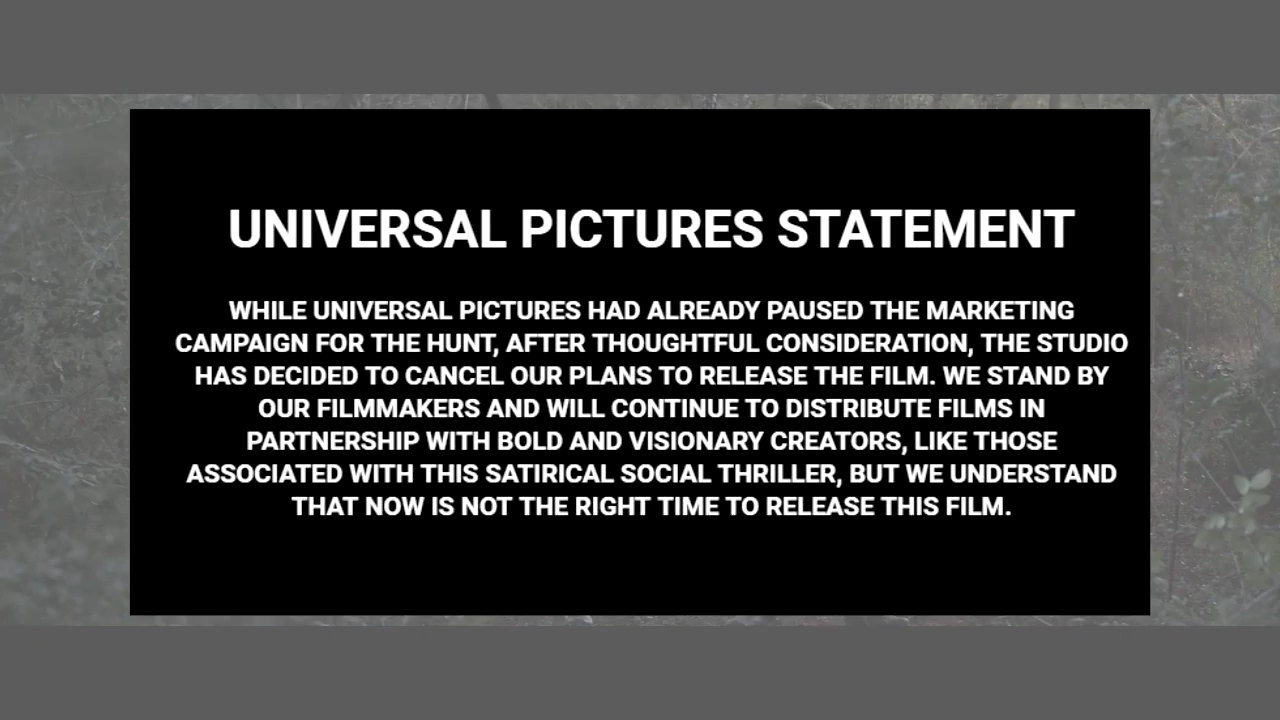 UNIVERSAL PICTURES STATEMENT
WHILE UNIVERSAL PICTURES HAD ALREADY PAUSED THE MARKETING
CAMPAIGN FOR THE HUNT, AFTER THOUGHTFUL CONSIDERATION, THE STUDIO
HAS DECIDED TO CANCEL OUR PLANS TO RELEASE THE FILM. WE STAND BY
OUR FILMMAKERS AND WILL CONTINUE TO DISTRIBUTE FILMS IN
PARTNERSHIP WITH BOLD AND VISIONARY CREATORS, LIKE THOSE
ASSOCIATED WITH THIS SATIRICAL SOCIAL THRILLER, BUT WE UNDERSTAND
THAT NOW IS NOT THE RIGHT TIME TO RELEASE THIS FILM.